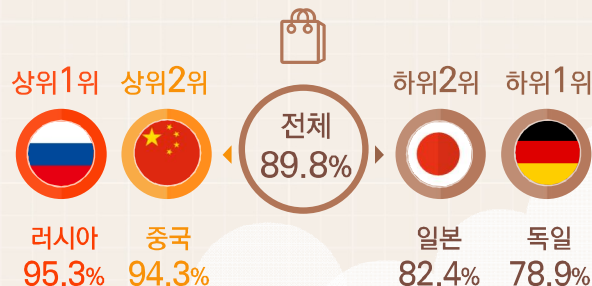 상위1위 상위2위 하위2위 하위1위
전체
89.8%
러시아 중국 일본 독일
95.3% 94.3% 82.4% 78.9%